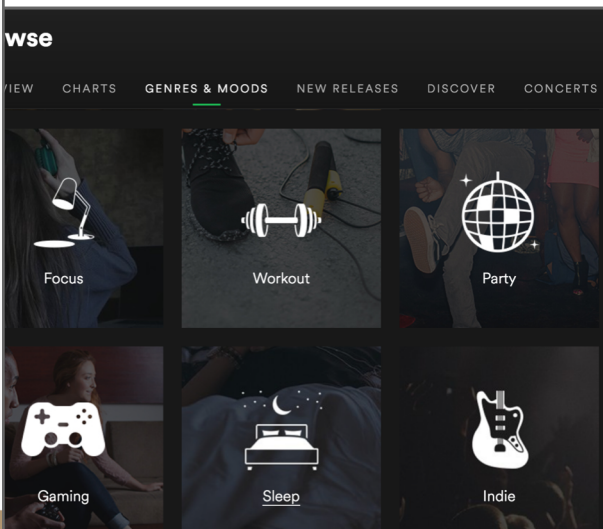 wse
VIEW CHARTS GENRES & MOODS NEW RELEASES DISCOVER CONCERTS
Focus Workout Party
Gaming Sleep Indie